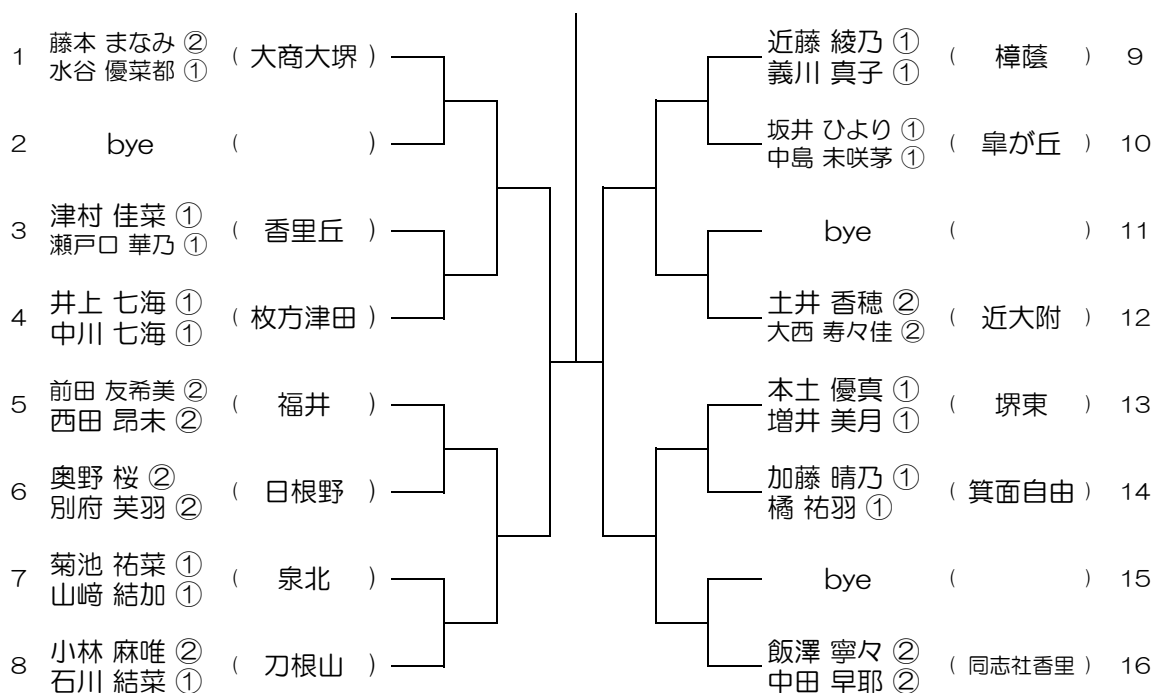 1 藤本 まなみ ② ( 大商大堺 )
水谷 優菜都 ①
2 bye ( )
3 津村 佳菜 ① ( 香里丘 )
瀬戸口 華乃 ①
4 井上 七海 ① ( 枚方津田 )
中川 七海 ①
5 前田 友希美 ② ( 福井 )
西田 昂未 ②
6 奥野 桜 ② ( 日根野 )
別府 芙羽 ②
7 菊池 祐菜 ① ( 泉北 )
山﨑 結加 ①
8 小林 麻唯 ② ( 刀根山 )
石川 結菜 ①
近藤 綾乃 ① ( 樟蔭 ) 9
義川 真子 ①
坂井 ひより ① ( 皐が丘 ) 10
中島 未咲茅 ①
bye ( ) 11
土井 香穂 ② ( 近大附 ) 12
大西 寿々佳 ②
本土 優真 ① ( 堺東 ) 13
増井 美月 ①
加藤 晴乃 ① ( 箕面自由 ) 14
橘 祐羽 ①
bye ( ) 15
飯澤 寧々 ② ( 同志社香里 ) 16
中田 早耶 ②